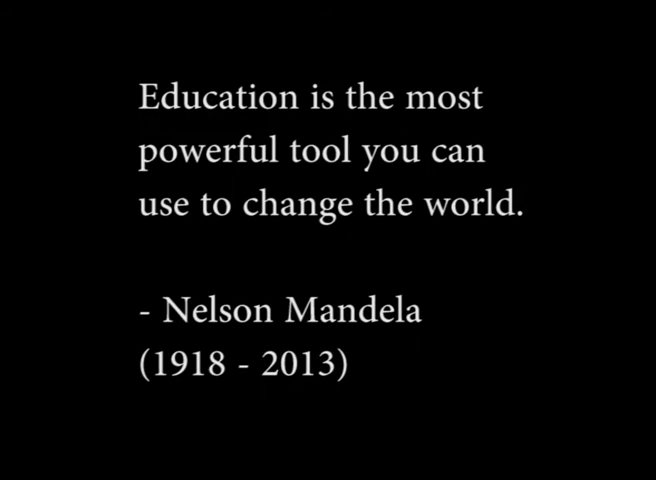 Education is the most
powerful tool you can
use to change the world.
- Nelson Mandela
(1918 - 2013)